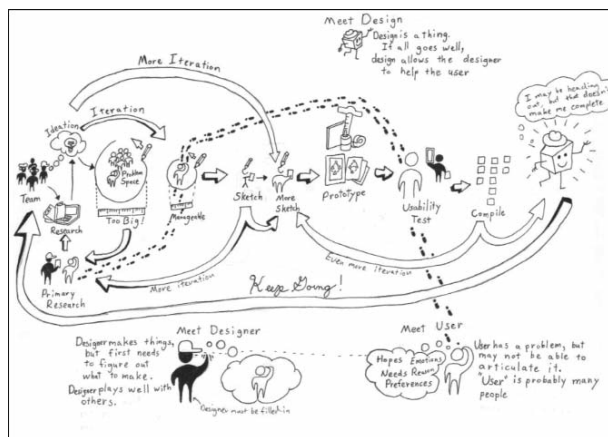 Meet Design
Design is a thing.
If all goes well,
design allows the designer
to help the user
I may be heading
out, but that doesn't
make me complete
More Iteration
Iteration
Ideation
Team
Problem
Space
Too Big!
Manageable
Sketch
More
Sketch
Prototype
Usability
Test
Compile
Research
Primary
Research
More iteration
Even more iteration
Keep Going!
Meet Designer
Designer makes things,
but first needs
to figure out
what to make.
Designer plays well with
others.
Designer must be filled in
Meet User
Hopes Emotions
Needs
Preferences
User has a problem, but
may not be able to
articulate it.
"User" is probably many
people